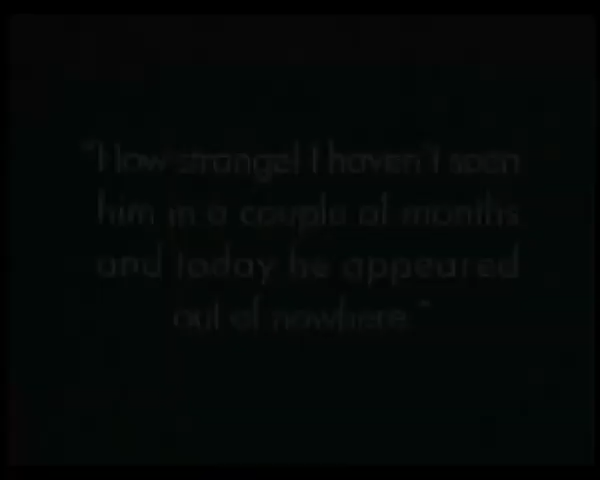 "How strange! I haven't seen
him in a couple of months
and today he appeared
out of nowhere."